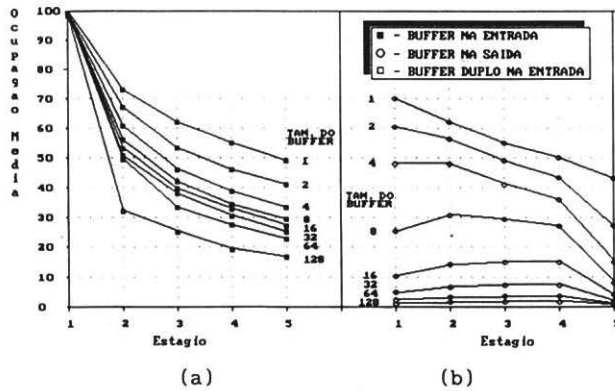 Ocupagao Media
100
90
80
70
60
50
40
30
20
10
0
TAM. DO
BUFFER
1
2
4
8
16
32
64
128
1 2 3 4 5
Estagio
(a)
■ - BUFFER NA ENTRADA
○ - BUFFER NA SAIDA
□ - BUFFER DUPLO NA ENTRADA
1
2
4
TAM. DO
BUFFER
8
16
32
64
128
1 2 3 4 5
Estagio
(b)